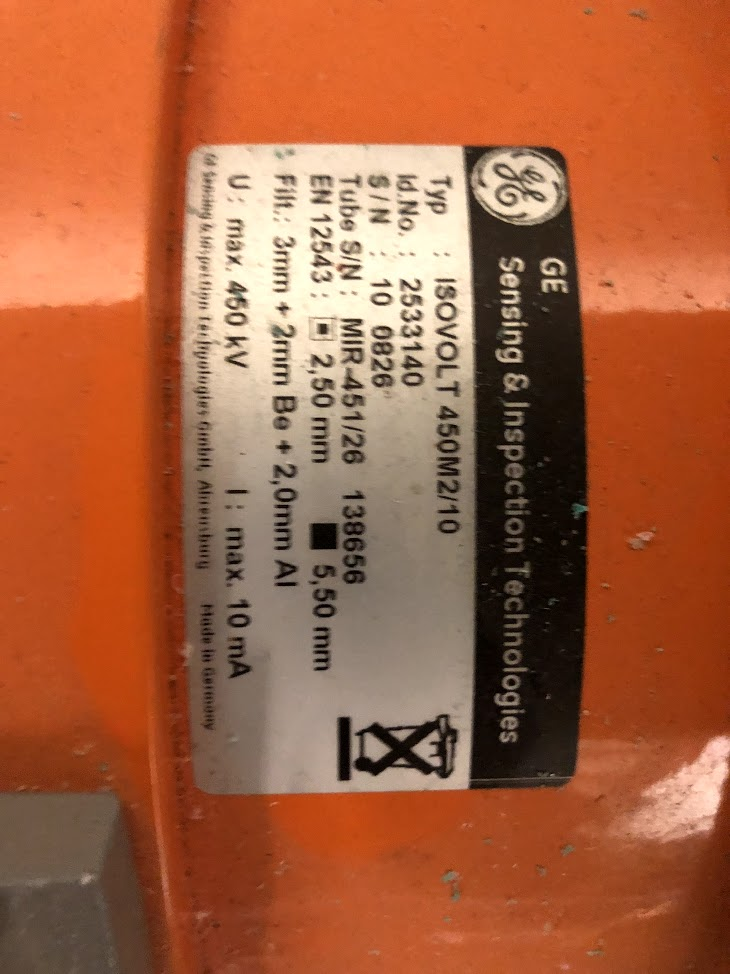 GE
Sensing & Inspection Technologies
Typ : ISOVOLT 450M2/10
Id.No. : 2533140
S/N : 10 0826
Tube S/N : MIR-451/26 138656
EN 12543 : 2,50 mm 5,50 mm
Filt.: 3mm + 2mm Be + 2,0mm Al
U : max. 450 kV I : max. 10 mA
GE Sensing & Inspection Technologies GmbH, Ahrensburg Made in Germany